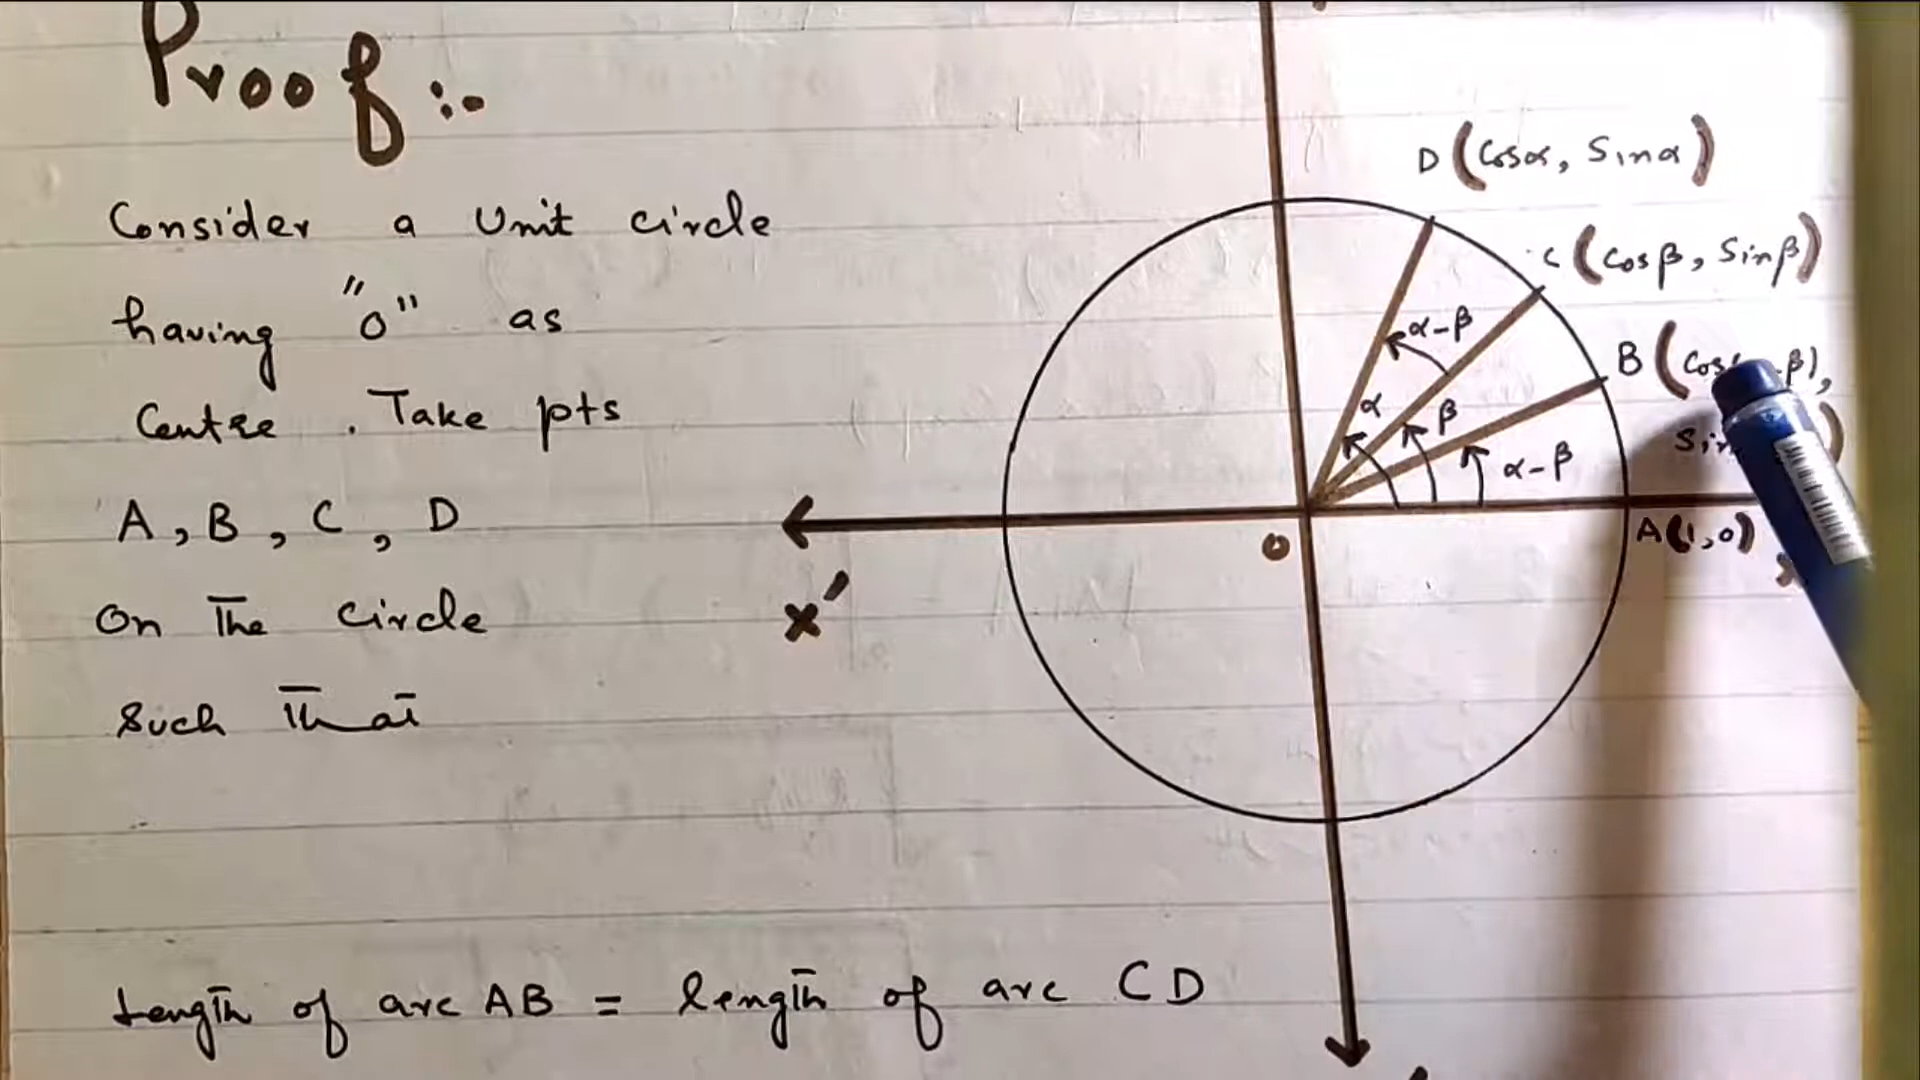 Proof :-
Consider a Unit circle
having "o" as
Centre . Take pts
A , B , C , D
On The Circle
Such That
Length of arc AB = length of arc CD
D (Cosα, Sinα)
C (Cosβ, Sinβ)
α-β
B
α
β
α-β
O
A(1,0)
x'